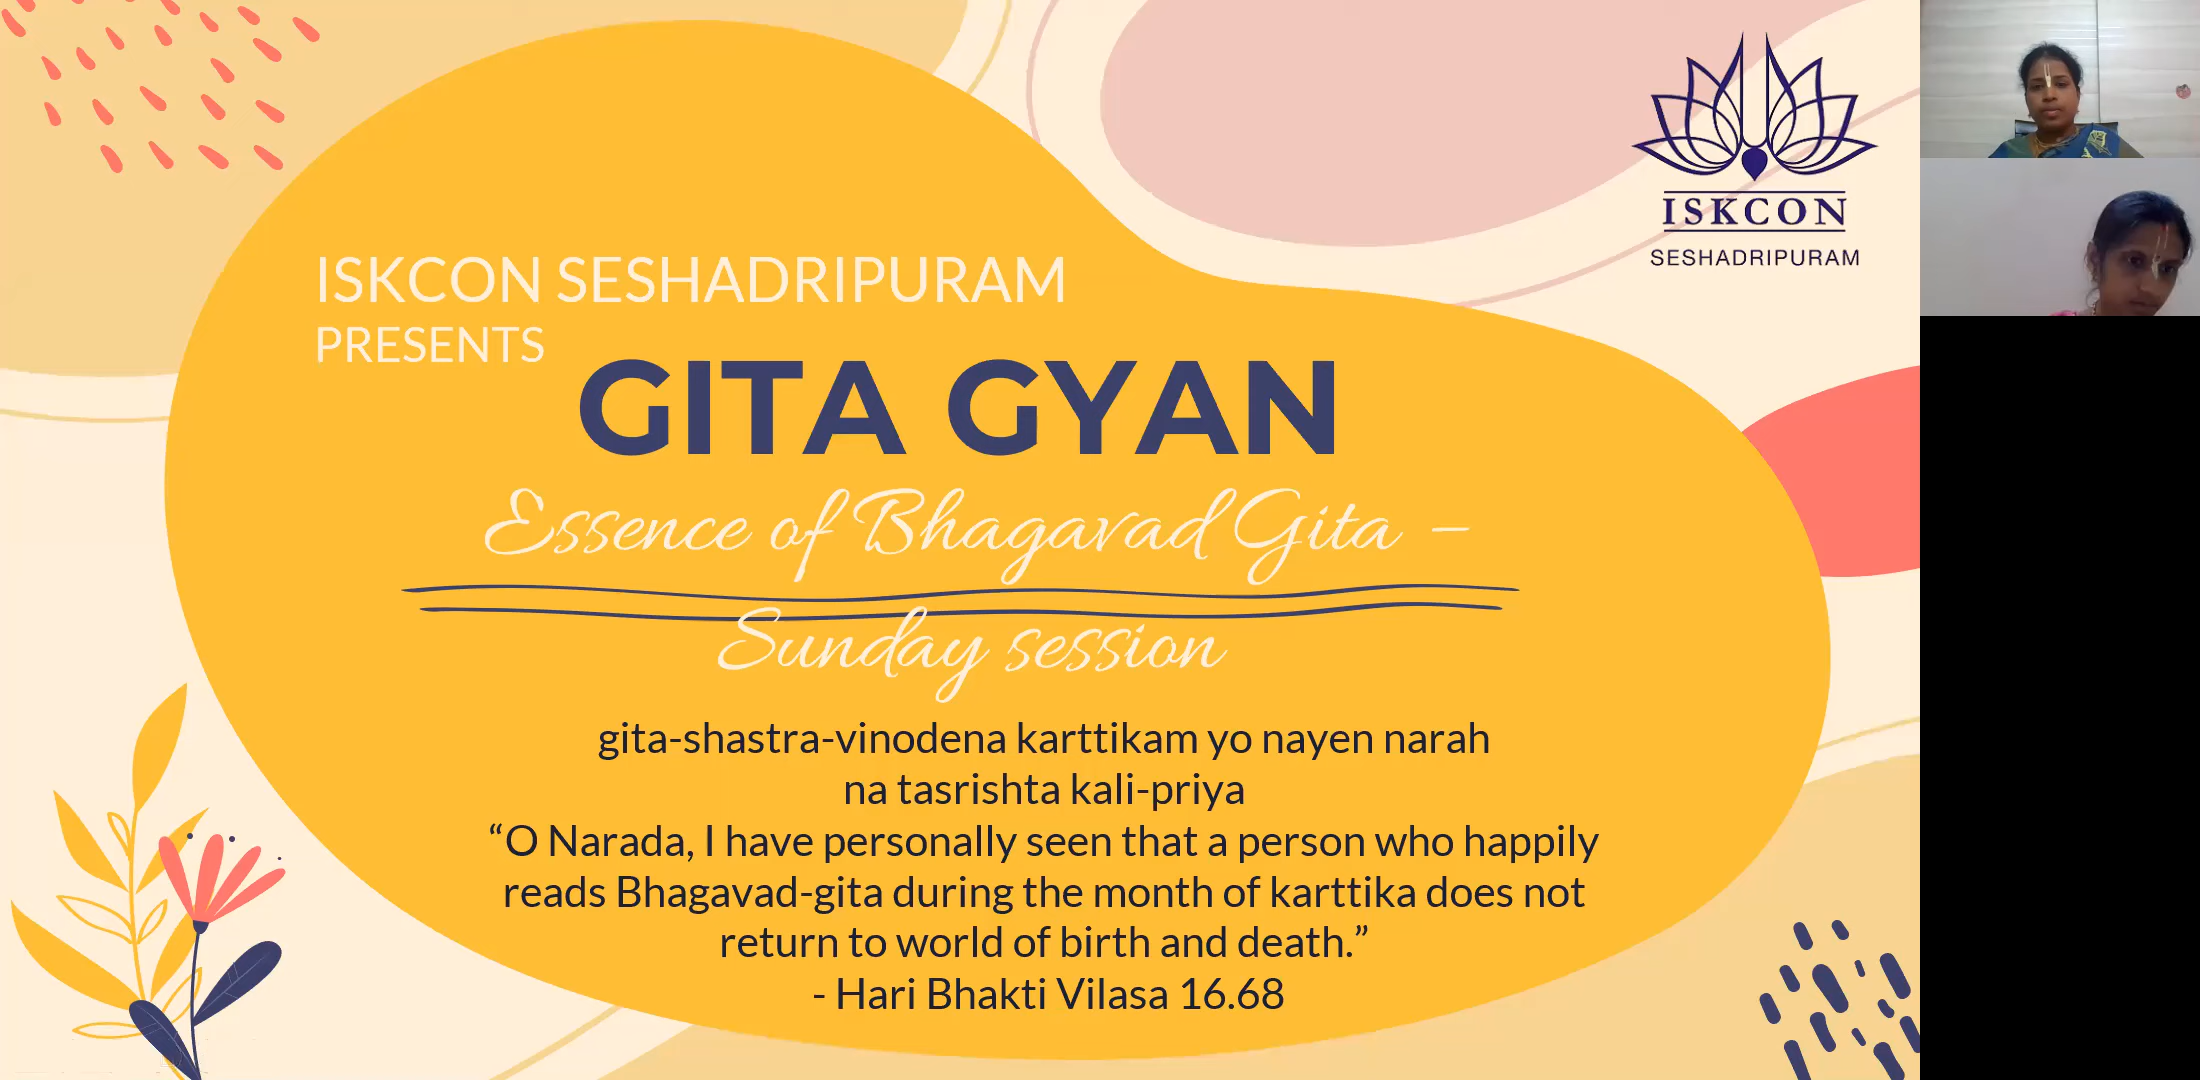 ISKCON
SESHADRIPURAM
ISKCON SESHADRIPURAM
PRESENTS
GITA GYAN
Essence of Bhagavad Gita –
Sunday session
gita-shastra-vinodena karttikam yo nayen narah
na tasrishta kali-priya
“O Narada, I have personally seen that a person who happily
reads Bhagavad-gita during the month of karttika does not
return to world of birth and death.”
- Hari Bhakti Vilasa 16.68